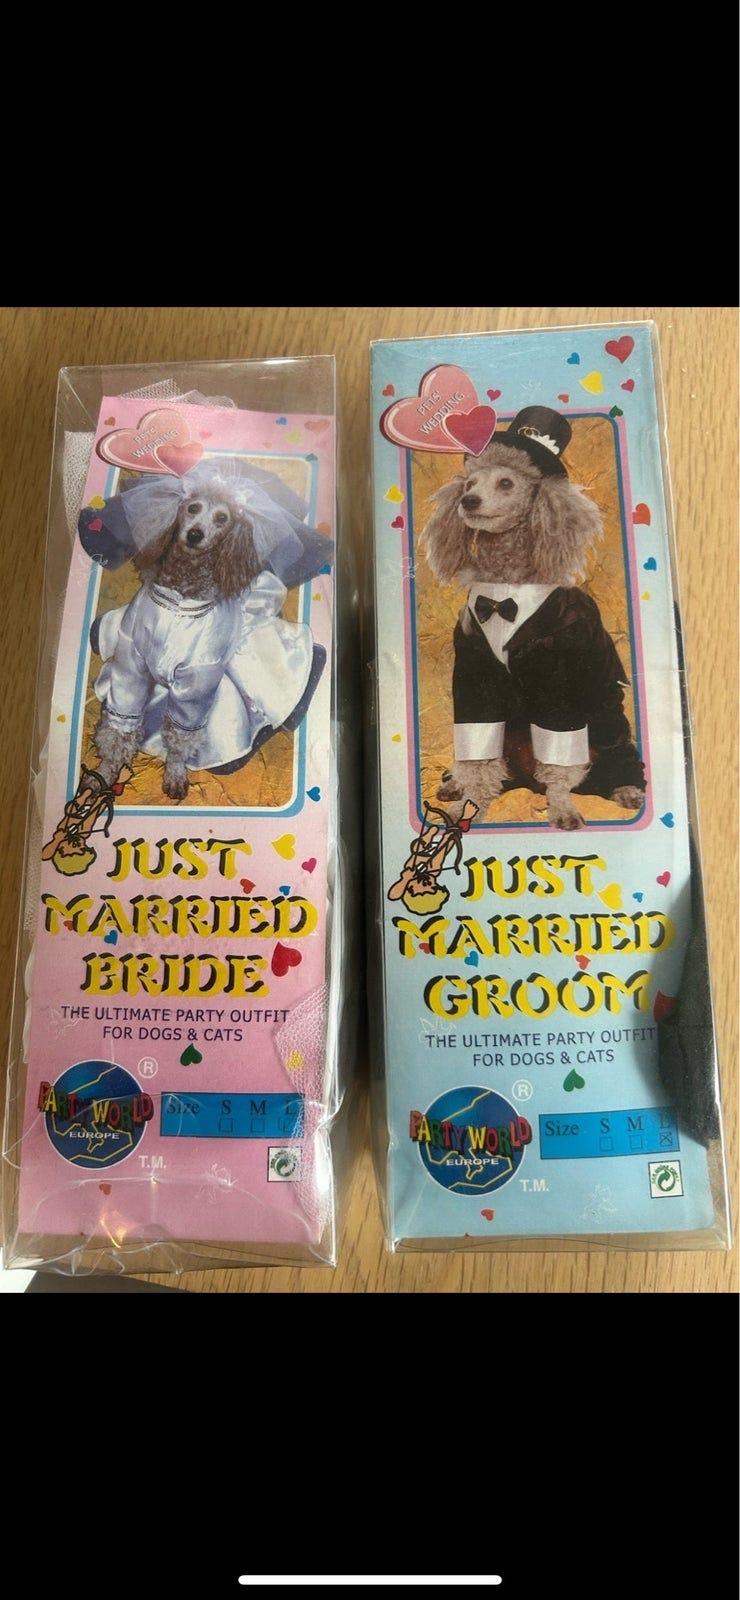 PETS'
WEDDING
JUST
MARRIED
BRIDE
THE ULTIMATE PARTY OUTFIT
FOR DOGS & CATS
®
PARTY WORLD
EUROPE
T.M.
Size S M L
PETS'
WEDDING
JUST
MARRIED
GROOM
THE ULTIMATE PARTY OUTFIT
FOR DOGS & CATS
®
PARTY WORLD
EUROPE
T.M.
Size S M L